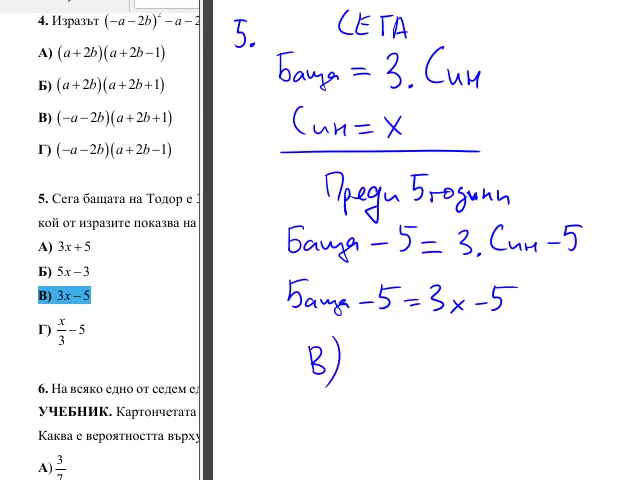 4. Изразът (−a−2b)² − a − 2
А) (a+2b)(a+2b−1)
Б) (a+2b)(a+2b+1)
В) (−a−2b)(a+2b+1)
Г) (−a−2b)(a+2b−1)
5. Сега бащата на Тодор е 3
кой от изразите показва на
А) 3x+5
Б) 5x−3
В) 3x−5
Г) x/3 −5
6. На всяко едно от седем ед
УЧЕБНИК. Картончетата
Каква е вероятността върху
А) 3/7
5. СЕГА
Баща = 3. Син
Син = x
Преди 5 години
Баща − 5 = 3. Син − 5
Баща − 5 = 3x − 5
В)